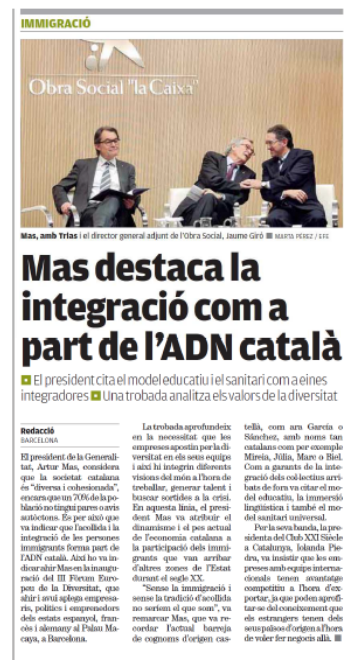 IMMIGRACIÓ
Obra Social "la Caixa"
Mas, amb Trias i el director general adjunt de l'Obra Social, Jaume Giró ■ MARTA PÉREZ / EFE
Mas destaca la
integració com a
part de l'ADN català
El president cita el model educatiu i el sanitari com a eines
integradores Una trobada analitza els valors de la diversitat
Redacció
BARCELONA
El president de la Generali-
tat, Artur Mas, considera
que la societat catalana
és "diversa i cohesionada",
encara que un 70% de la po-
blació no tingui pares o avis
autòctons. Es per això que
va indicar que l'acollida i la
integració de les persones
immigrants forma part de
l'ADN català. Així ho va in-
dicar ahir Mas en la inaugu-
ració del III Fòrum Euro-
peu de la Diversitat, que
ahir i avui aplega empresa-
ris, polítics i emprenedors
dels estats espanyol, fran-
cès i alemany al Palau Ma-
caya, a Barcelona.
La trobada aprofundeix
en la necessitat que les
empreses apostin per la di-
versitat en els seus equips
i així hi integrin diferents
visions del món a l'hora de
treballar, generar talent i
buscar sortides a la crisi.
En aquesta línia, el presi-
dent Mas va atribuir el
dinamisme i el pes actual
de l'economia catalana a
la participació dels immi-
grants que van arribar
d'altres zones de l'Estat
durant el segle XX.
"Sense la immigració i
sense la tradició d'acollida
no seríem el que som", va
remarcar Mas, que va re-
cordar l'actual barreja
de cognoms d'origen cas-
tellà, com ara García o
Sánchez, amb noms tan
catalans com per exemple
Mireia, Júlia, Marc o Biel.
Com a garants de la inte-
gració dels col·lectius arri-
bats de fora va citar el mo-
del educatiu, la immersió
lingüística i també el mo-
del sanitari universal.
Per la seva banda, la pre-
sidenta del Club XXI Siècle
a Catalunya, Iolanda Pie-
dra, va insistir que les em-
preses amb equips interna-
cionals tenen avantatge
competitiu a l'hora d'ex-
portar, ja que poden aprofi-
tar-se del coneixement que
els estrangers tenen dels
seus països d'origen a l'hora
de voler fer negocis allà. ■